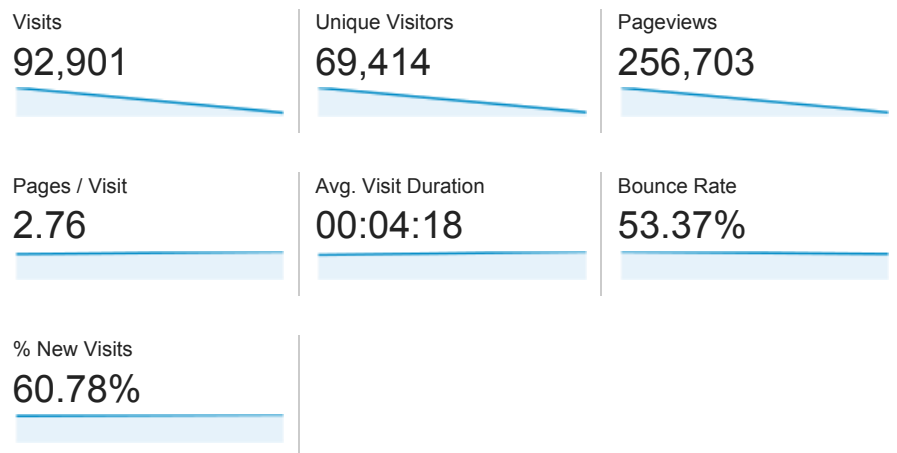 Visits
92,901
Unique Visitors
69,414
Pageviews
256,703
Pages / Visit
2.76
Avg. Visit Duration
00:04:18
Bounce Rate
53.37%
% New Visits
60.78%